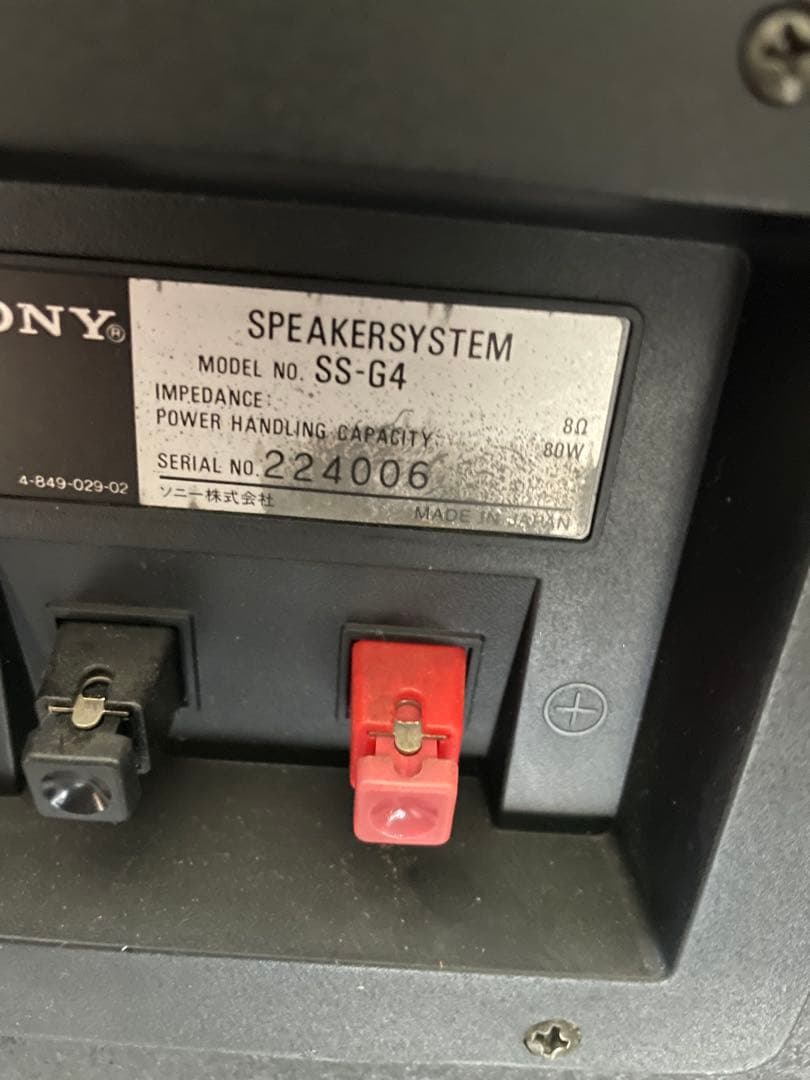 ONY®
SPEAKERSYSTEM
MODEL NO. SS-G4
IMPEDANCE: 8Ω
POWER HANDLING CAPACITY: 80W
SERIAL NO. 224006
4-849-029-02
ソニー株式会社
MADE IN JAPAN
+